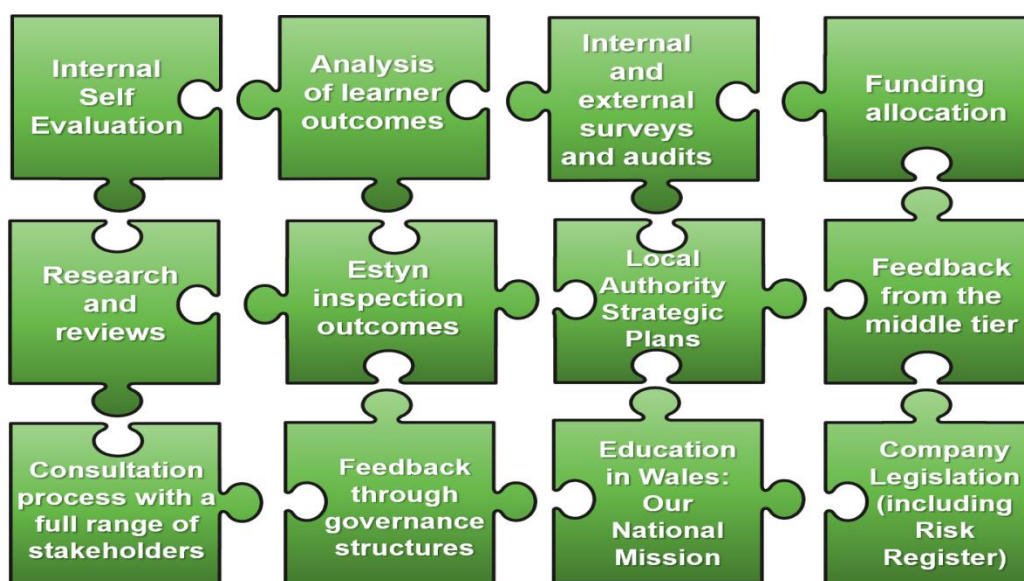 Internal
Self
Evaluation
Analysis
of learner
outcomes
Internal
and
external
surveys
and audits
Funding
allocation
Research
and
reviews
Estyn
inspection
outcomes
Local
Authority
Strategic
Plans
Feedback
from the
middle tier
Consultation
process with a
full range of
stakeholders
Feedback
through
governance
structures
Education
in Wales:
Our
National
Mission
Company
Legislation
(including
Risk
Register)